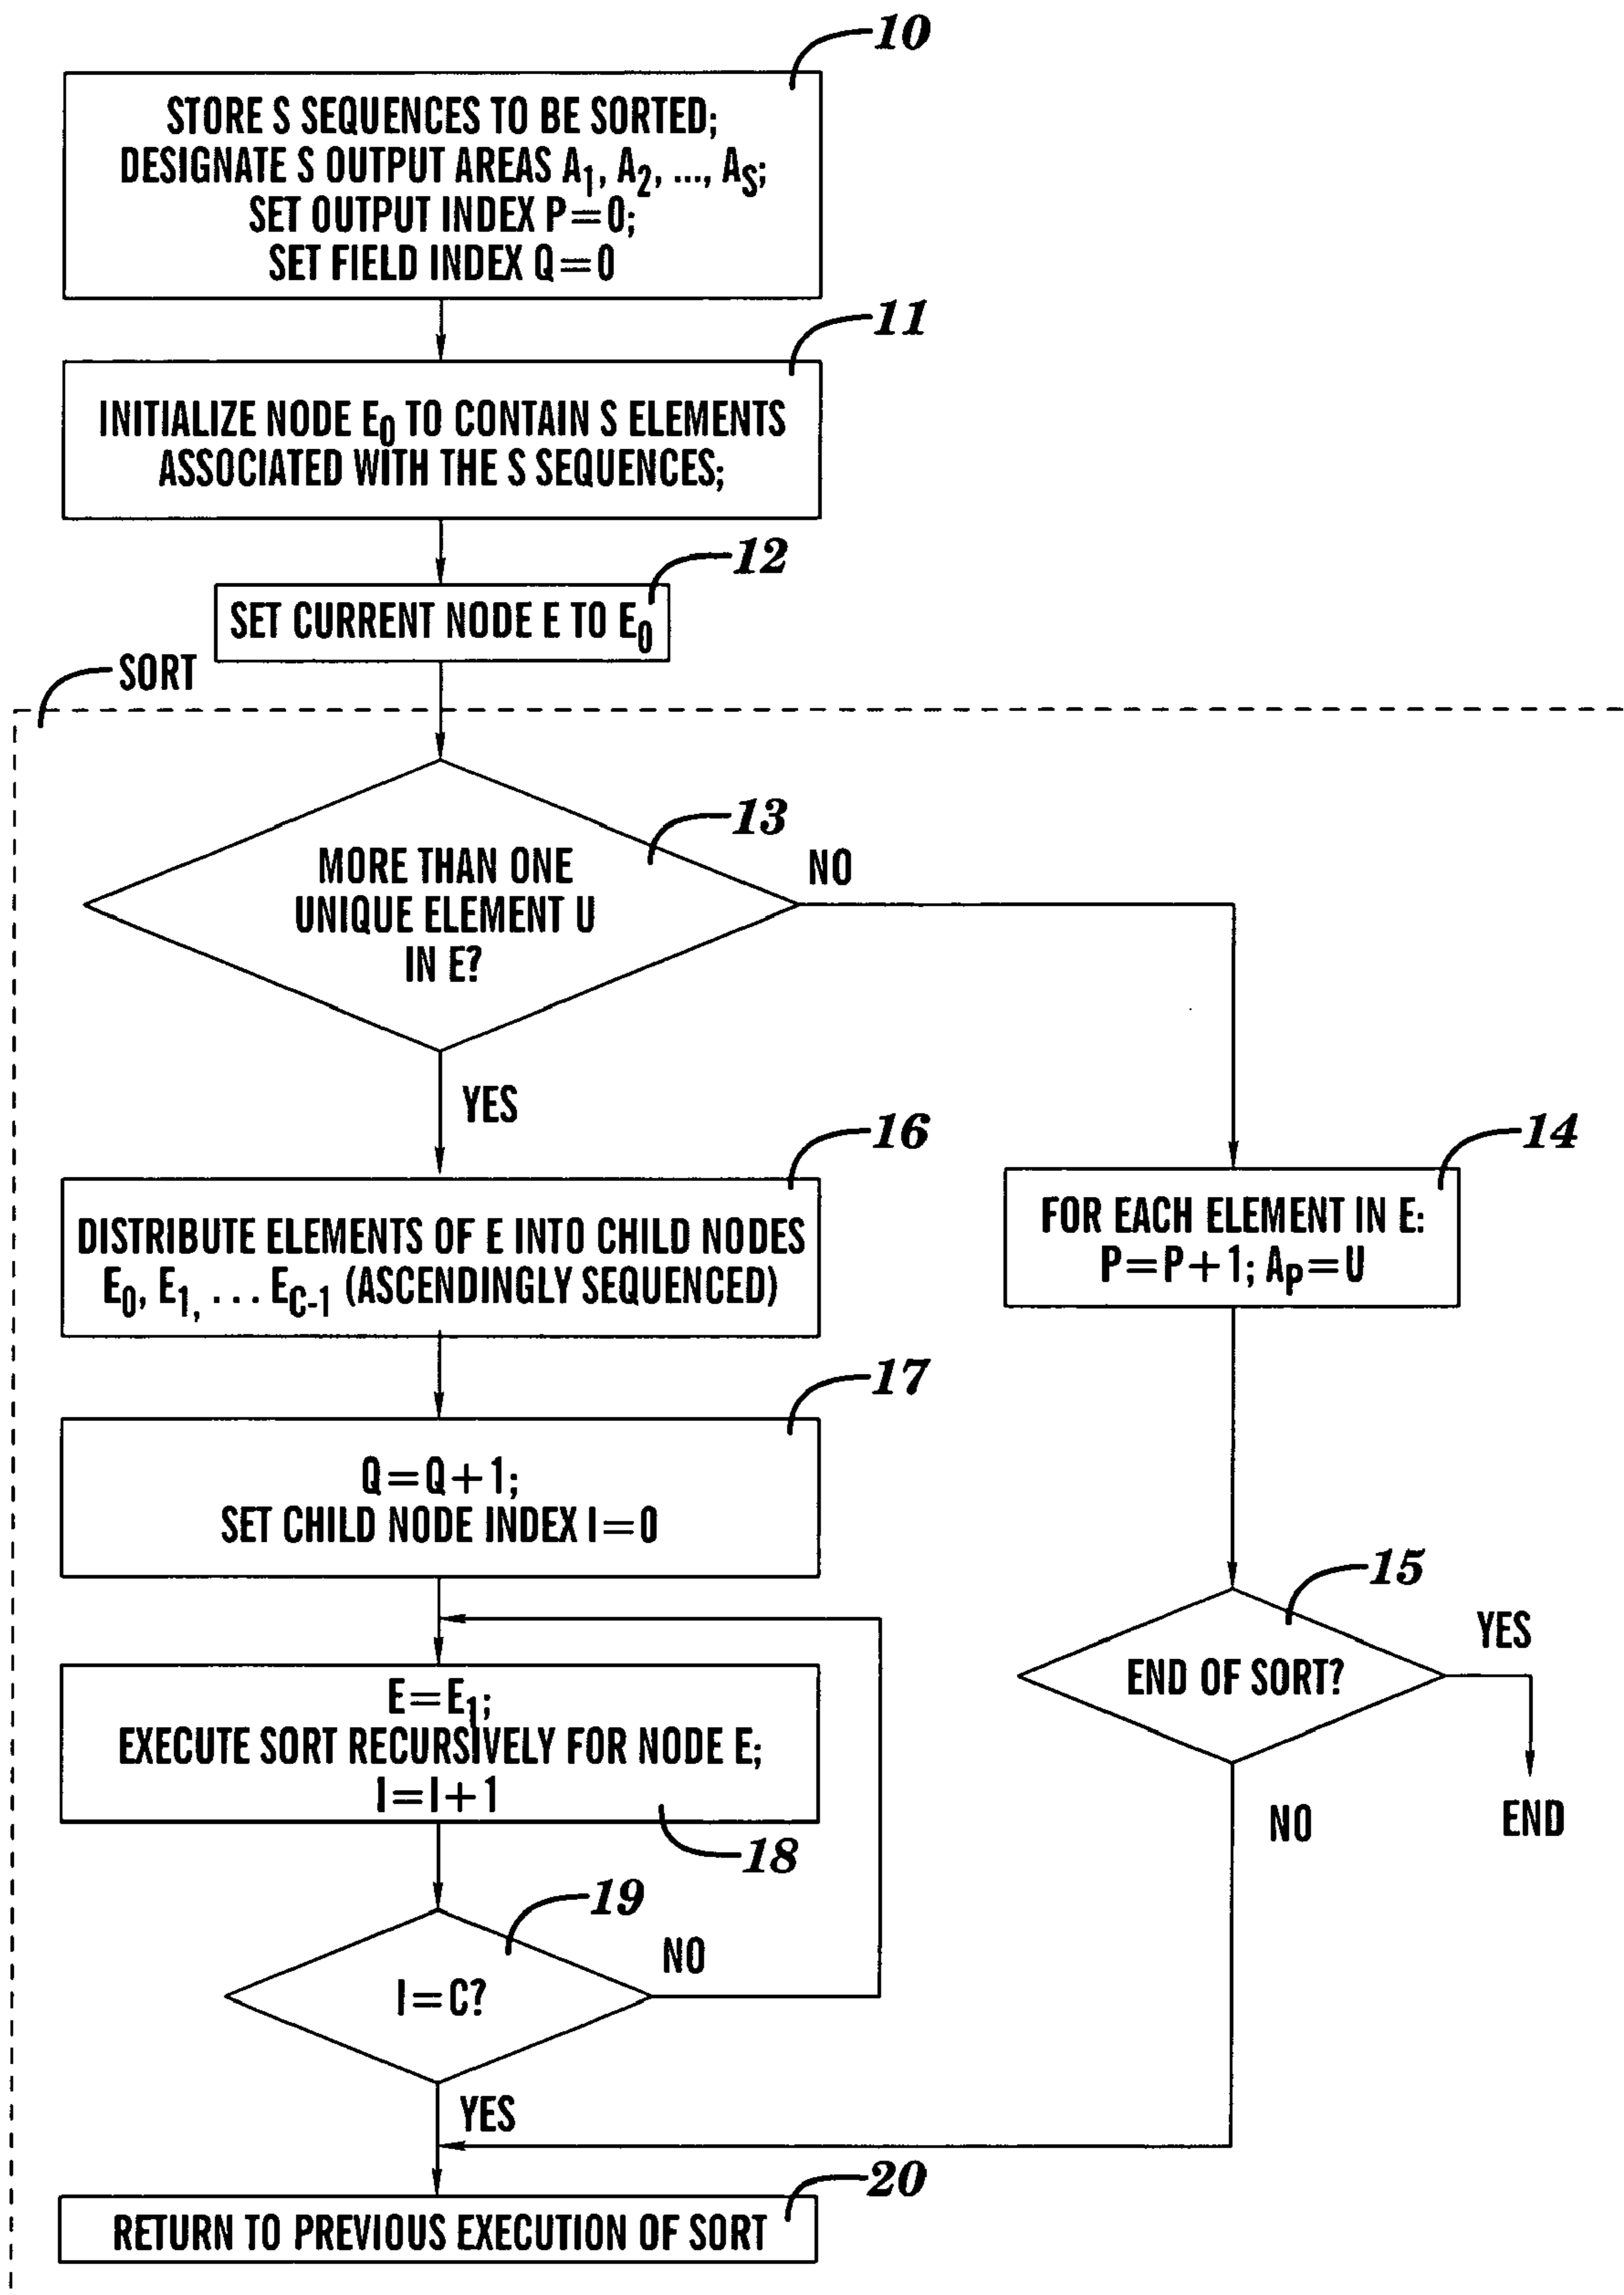 10
STORE S SEQUENCES TO BE SORTED;
DESIGNATE S OUTPUT AREAS A₁, A₂, ..., A_S;
SET OUTPUT INDEX P=0;
SET FIELD INDEX Q=0
11
INITIALIZE NODE E₀ TO CONTAIN S ELEMENTS
ASSOCIATED WITH THE S SEQUENCES;
12
SET CURRENT NODE E TO E₀
SORT
13
MORE THAN ONE
UNIQUE ELEMENT U
IN E?
NO
YES
16
DISTRIBUTE ELEMENTS OF E INTO CHILD NODES
E₀, E₁, ... E_C-1 (ASCENDINGLY SEQUENCED)
14
FOR EACH ELEMENT IN E:
P=P+1; A_P=U
17
Q=Q+1;
SET CHILD NODE INDEX I=0
15
END OF SORT?
YES
END
NO
E=E₁;
EXECUTE SORT RECURSIVELY FOR NODE E;
I=I+1
18
19
I=C?
NO
YES
20
RETURN TO PREVIOUS EXECUTION OF SORT